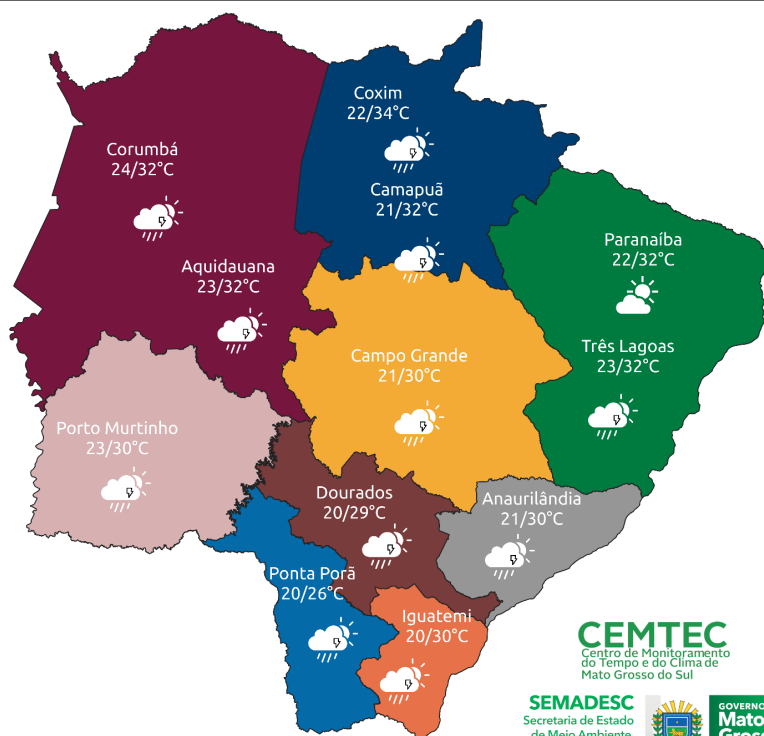 Coxim
22/34°C
Corumbá
24/32°C
Camapuã
21/32°C
Paranaíba
22/32°C
Aquidauana
23/32°C
Três Lagoas
23/32°C
Campo Grande
21/30°C
Porto Murtinho
23/30°C
Dourados
20/29°C
Anaurilândia
21/30°C
Ponta Porã
20/26°C
Iguatemi
20/30°C
CEMTEC
Centro de Monitoramento
do Tempo e do Clima de
Mato Grosso do Sul
SEMADESC
Secretaria de Estado
de Meio Ambiente,
GOVERNO
Mato